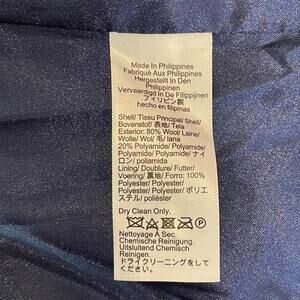 Made In Philippines
Fabriqué Aux Philippines
Hergestellt In Den
Philippinen
Vervaardigd In De Filippijnen
フィリピン製
hecho en filipinas
Shell/ Tissu Principal/ Shell/
Bovenstof/ 表地/ Tela
Exterior: 80% Wool/ Laine/
Wolle/ Wol/ 毛/ lana
20% Polyamide/ Polyamide/
Polyamid/ Polyamide/ ナイ
ロン/ poliamida
Lining/ Doublure/ Futter/
Voering/ 裏地/ Forro: 100%
Polyester/ Polyester/
Polyester/ Polyester/ ポリエ
ステル/ poliéster
Dry Clean Only.
P
Nettoyage À Sec.
Chemische Reinigung.
Chemisch Reinigen.
ドライクリーニングをして
ください。